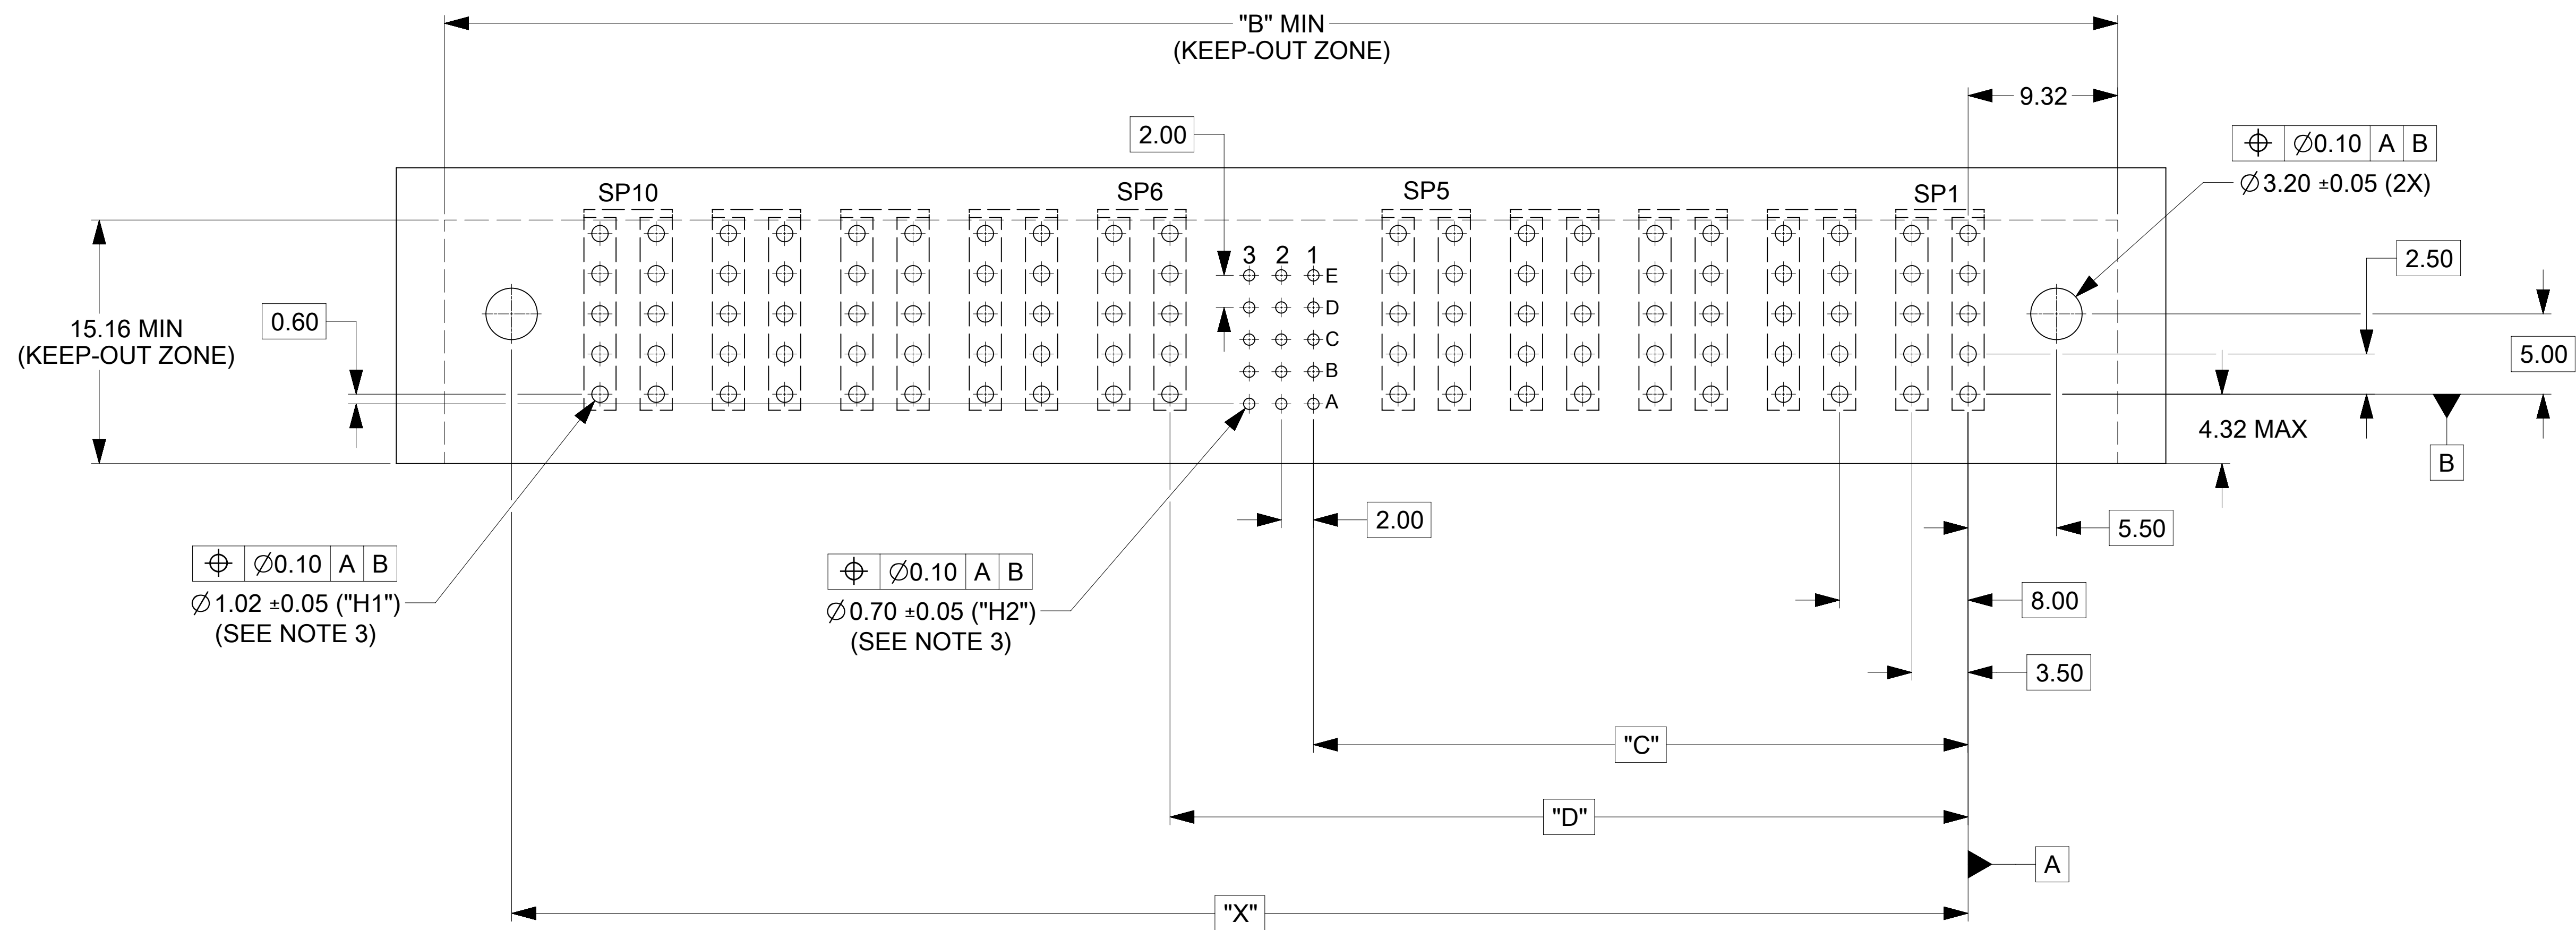 "B" MIN
(KEEP-OUT ZONE)
9.32
2.00
⌖ ∅0.10 A B
∅3.20 ±0.05 (2X)
SP10
SP6
SP5
SP1
3 2 1
E
D
C
B
A
2.50
0.60
15.16 MIN
(KEEP-OUT ZONE)
5.00
4.32 MAX
B
2.00
5.50
⌖ ∅0.10 A B
∅1.02 ±0.05 ("H1")
(SEE NOTE 3)
⌖ ∅0.10 A B
∅0.70 ±0.05 ("H2")
(SEE NOTE 3)
8.00
3.50
"C"
"D"
A
"X"